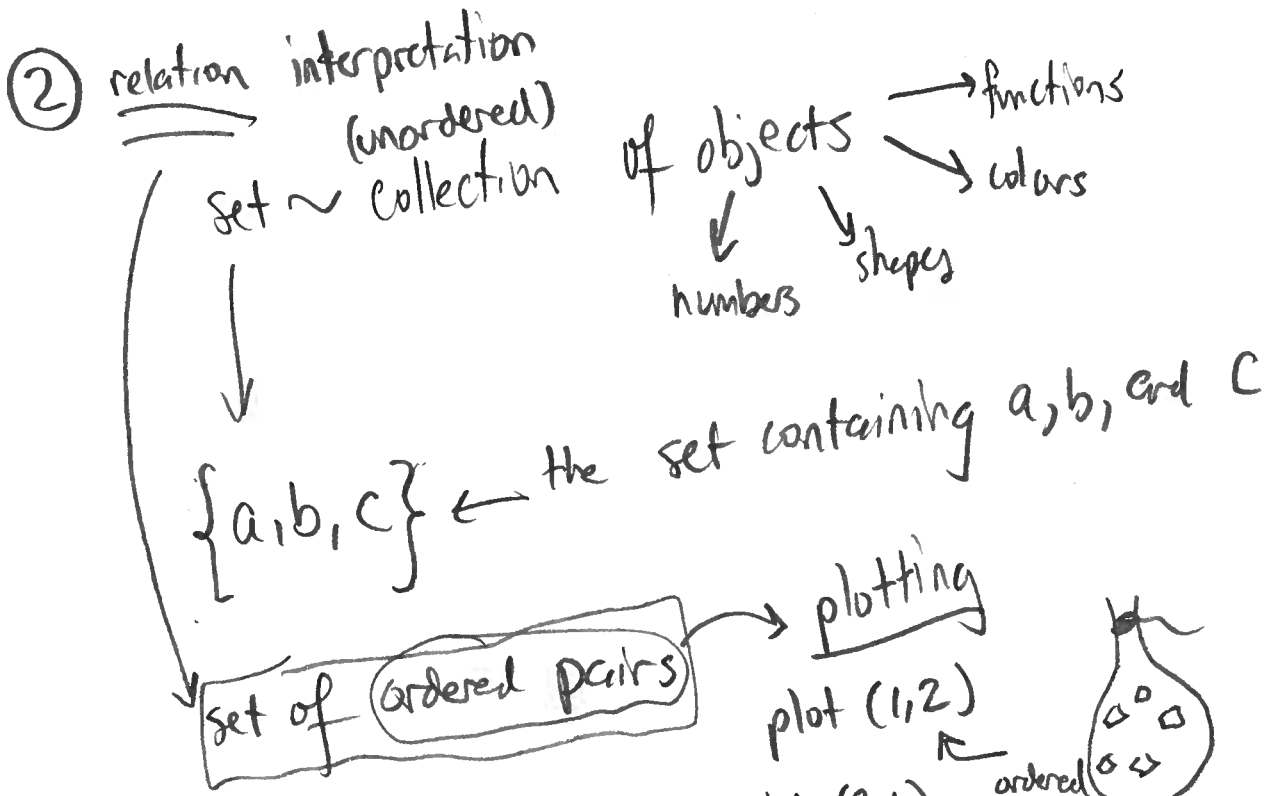 ② relation interpretation
(unordered)
set ~ collection of objects
→ functions
→ colors
numbers
shapes
{a, b, c} ← the set containing a, b, and c
set of ordered pairs
plotting
plot (1,2)
ordered